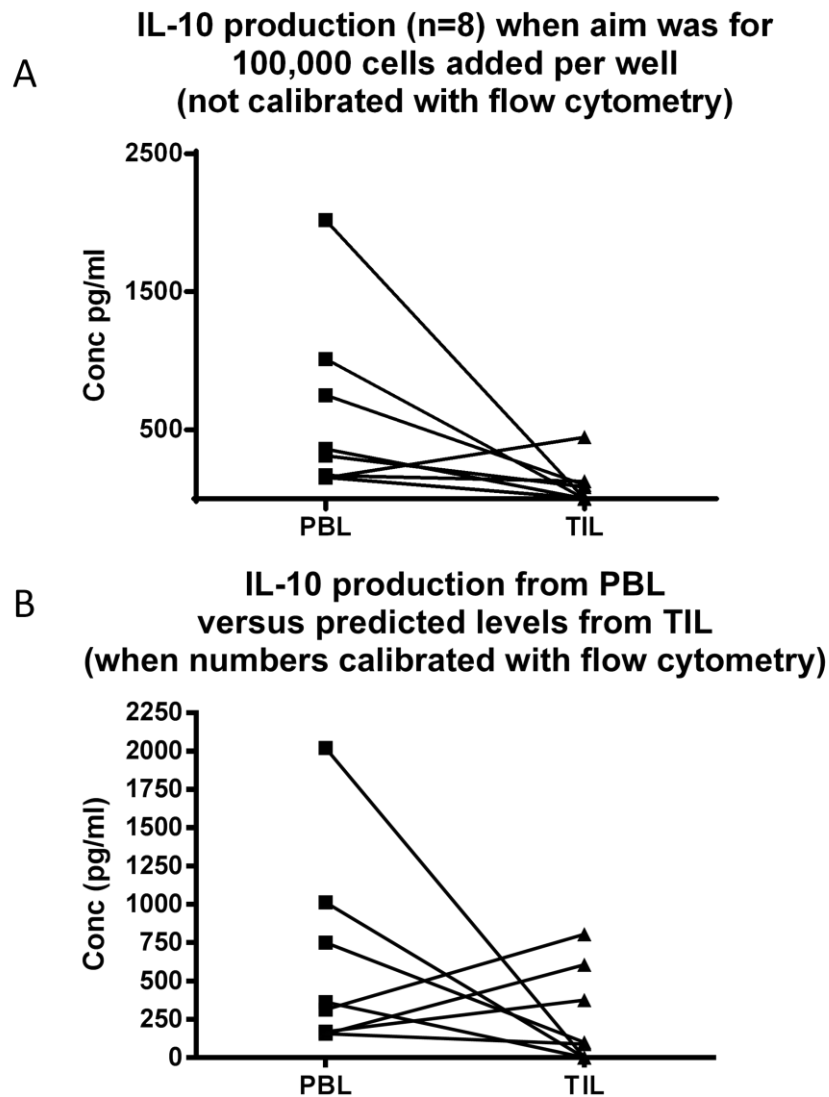 A
IL-10 production (n=8) when aim was for
100,000 cells added per well
(not calibrated with flow cytometry)
2500
1500
500
Conc pg/ml
PBL
TIL
B
IL-10 production from PBL
versus predicted levels from TIL
(when numbers calibrated with flow cytometry)
2250
2000
1750
1500
1250
1000
750
500
250
0
Conc (pg/ml)
PBL
TIL